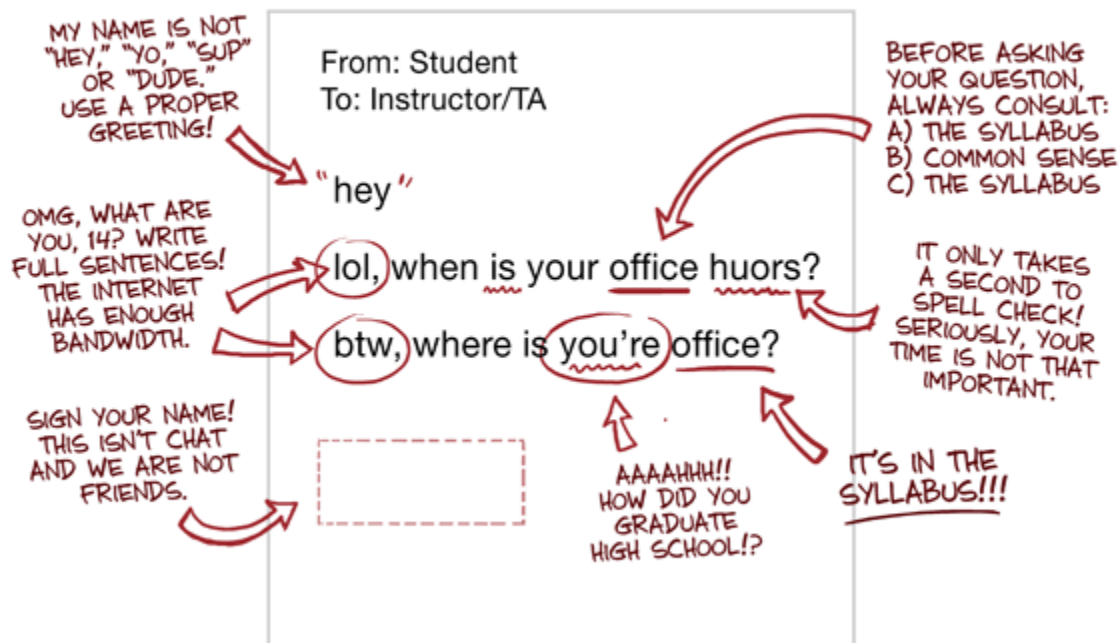 MY NAME IS NOT
"HEY," "YO," "SUP"
OR "DUDE."
USE A PROPER
GREETING!
From: Student
To: Instructor/TA
BEFORE ASKING
YOUR QUESTION,
ALWAYS CONSULT:
A) THE SYLLABUS
B) COMMON SENSE
C) THE SYLLABUS
"hey"
OMG, WHAT ARE
YOU, 14? WRITE
FULL SENTENCES!
THE INTERNET
HAS ENOUGH
BANDWIDTH.
lol, when is your office huors?
btw, where is you're office?
IT ONLY TAKES
A SECOND TO
SPELL CHECK!
SERIOUSLY, YOUR
TIME IS NOT THAT
IMPORTANT.
SIGN YOUR NAME!
THIS ISN'T CHAT
AND WE ARE NOT
FRIENDS.
AAAAHHH!!
HOW DID YOU
GRADUATE
HIGH SCHOOL!?
IT'S IN THE
SYLLABUS!!!